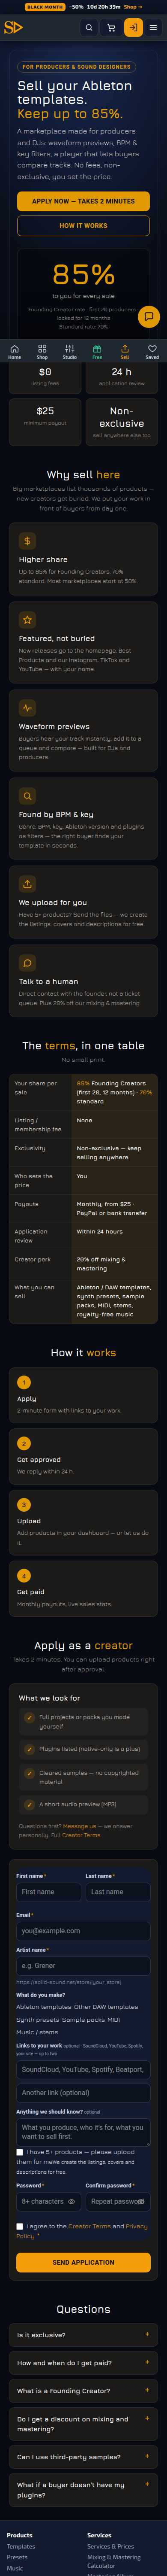 BLACK MONTH -50% · 10d 20h 39m Shop →
FOR PRODUCERS & SOUND DESIGNERS
Sell your Ableton
templates.
Keep up to 85%.
A marketplace made for producers
and DJs: waveform previews, BPM &
key filters, a player that lets buyers
compare tracks. No fees, non-
exclusive, you set the price.
APPLY NOW — TAKES 2 MINUTES
HOW IT WORKS
85%
to you for every sale
Founding Creator rate · first 20 producers ·
locked for 12 months
Standard rate: 70%
Home Shop Studio Free Sell Saved
$0
listing fees
24 h
application review
$25
minimum payout
Non-
exclusive
sell anywhere else too
Why sell here
Big marketplaces list thousands of products —
new creators get buried. We put your work in
front of buyers from day one.
Higher share
Up to 85% for Founding Creators, 70%
standard. Most marketplaces start at 50%.
Featured, not buried
New releases go to the homepage, Best
Products and our Instagram, TikTok and
YouTube — with your name.
Waveform previews
Buyers hear your track instantly, add it to a
queue and compare — built for DJs and
producers.
Found by BPM & key
Genre, BPM, key, Ableton version and plugins
as filters — the right buyer finds your
template in seconds.
We upload for you
Have 5+ products? Send the files — we create
the listings, covers and descriptions for free.
Talk to a human
Direct contact with the founder, not a ticket
queue. Plus 20% off our mixing & mastering.
The terms, in one table
No small print.
Your share per
sale
85% Founding Creators
(first 20, 12 months) · 70%
standard
Listing /
membership fee
None
Exclusivity
Non-exclusive — keep
selling anywhere
Who sets the
price
You
Payouts
Monthly, from $25 ·
PayPal or bank transfer
Application
review
Within 24 hours
Creator perk
20% off mixing &
mastering
What you can
sell
Ableton / DAW templates,
synth presets, sample
packs, MIDI, stems,
royalty-free music
How it works
1
Apply
2-minute form with links to your work.
2
Get approved
We reply within 24 h.
3
Upload
Add products in your dashboard — or let us do
it.
4
Get paid
Monthly payouts, live sales stats.
Apply as a creator
Takes 2 minutes. You can upload products right
after approval.
What we look for
✓ Full projects or packs you made
yourself
✓ Plugins listed (native-only is a plus)
✓ Cleared samples — no copyrighted
material
✓ A short audio preview (MP3)
Questions first? Message us — we answer
personally. Full Creator Terms.
First name *
First name
Last name *
Last name
Email *
you@example.com
Artist name *
e.g. Grenør
https://solid-sound.net/store/your_store/
What do you make?
Ableton templates Other DAW templates
Synth presets Sample packs MIDI
Music / stems
Links to your work optional · SoundCloud, YouTube, Spotify,
your site — up to two
SoundCloud, YouTube, Spotify, Beatport,
Another link (optional)
Anything we should know? optional
What you produce, who it's for, what you
want to sell first.
I have 5+ products — please upload
them for me We create the listings, covers and
descriptions for free.
Password *
8+ characters
Confirm password *
Repeat password
I agree to the Creator Terms and Privacy
Policy. *
SEND APPLICATION
Questions
Is it exclusive? +
How and when do I get paid? +
What is a Founding Creator? +
Do I get a discount on mixing and
mastering? +
Can I use third-party samples? +
What if a buyer doesn't have my
plugins? +
Products
Templates
Presets
Music
Services
Services & Prices
Mixing & Mastering
Calculator